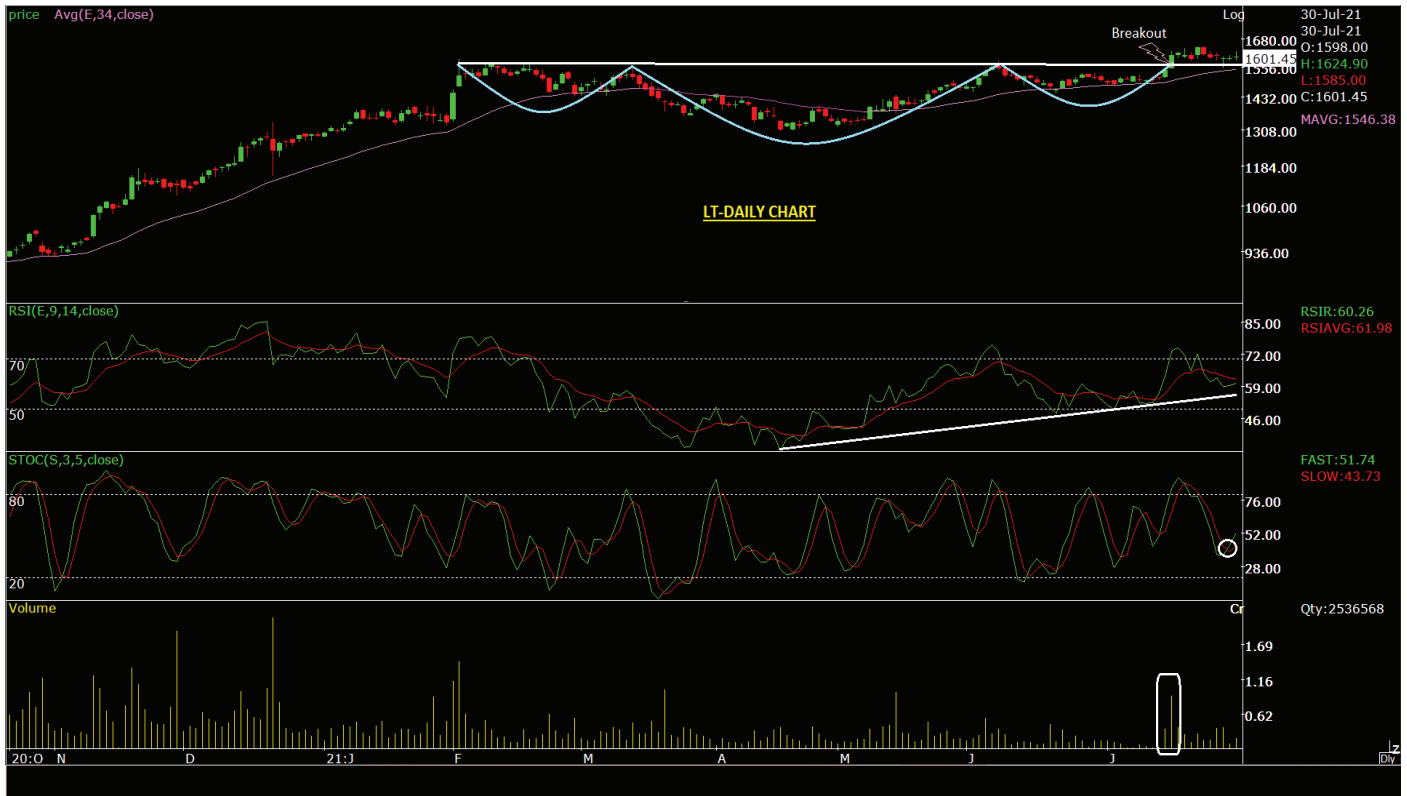 price Avg(E,34,close)
Log
30-Jul-21
30-Jul-21
O:1598.00
H:1624.90
L:1585.00
C:1601.45
MAVG:1546.38
Breakout
1680.00
1601.45
1556.00
1432.00
1308.00
1184.00
1060.00
936.00
LT-DAILY CHART
RSI(E,9,14,close)
RSIR:60.26
RSIAVG:61.98
85.00
72.00
59.00
46.00
70
50
STOC(S,3,5,close)
FAST:51.74
SLOW:43.73
76.00
52.00
28.00
80
20
Volume
Cr
Qty:2536568
1.69
1.16
0.62
20:O N D 21:J F M A M J J
Z
Dly